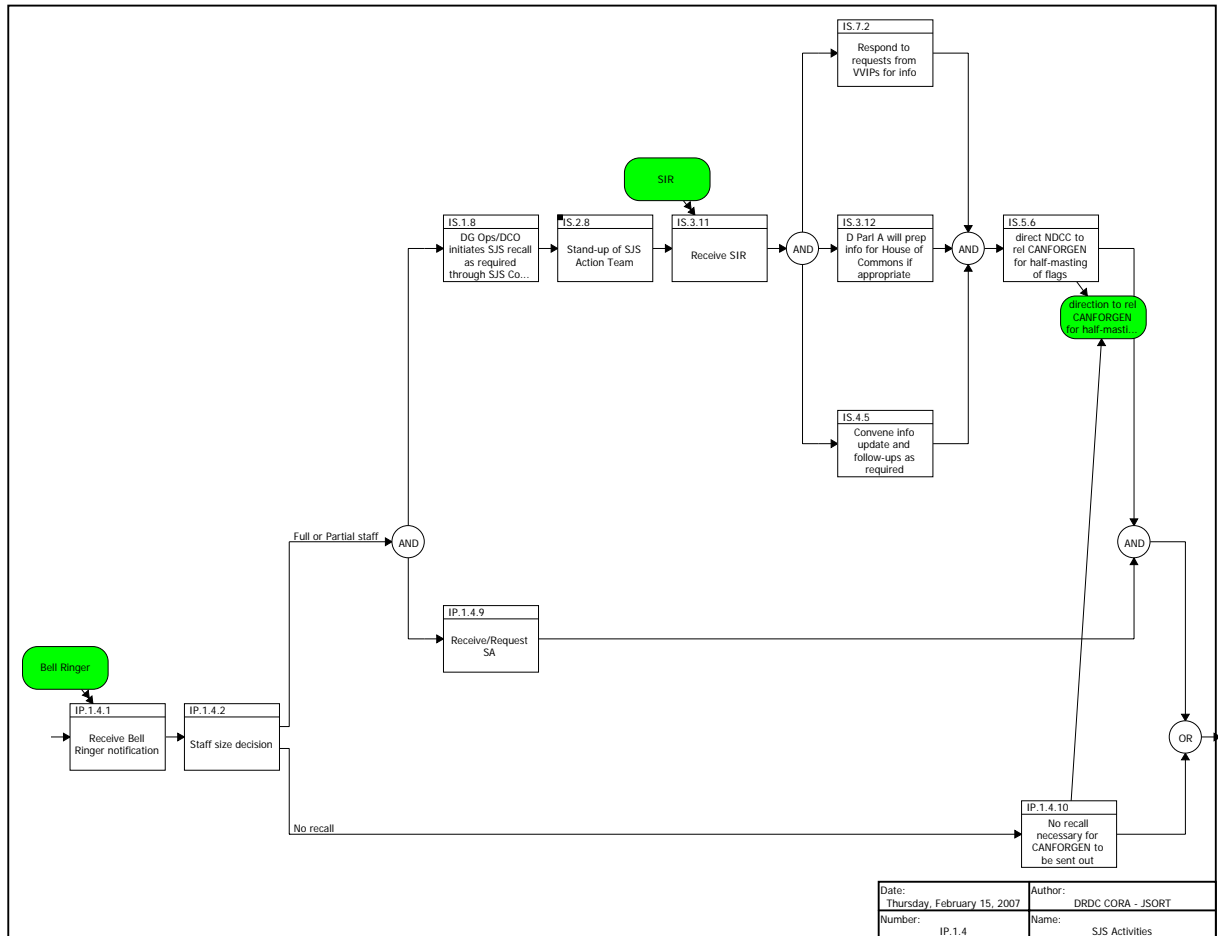 IS.7.2
Respond to
requests from
VVIPs for info
SIR
IS.1.8
DG Ops/DCO
initiates SJS recall
as required
through SJS Co...
IS.2.8
Stand-up of SJS
Action Team
IS.3.11
Receive SIR
AND
IS.3.12
D Parl A will prep
info for House of
Commons if
appropriate
AND
IS.5.6
direct NDCC to
rel CANFORGEN
for half-masting
of flags
direction to rel
CANFORGEN
for half-masti...
IS.4.5
Convene info
update and
follow-ups as
required
Full or Partial staff
AND
AND
IP.1.4.9
Receive/Request
SA
Bell Ringer
IP.1.4.1
Receive Bell
Ringer notification
IP.1.4.2
Staff size decision
OR
No recall
IP.1.4.10
No recall
necessary for
CANFORGEN to
be sent out
Date:
Thursday, February 15, 2007
Author:
DRDC CORA - JSORT
Number:
IP.1.4
Name:
SJS Activities